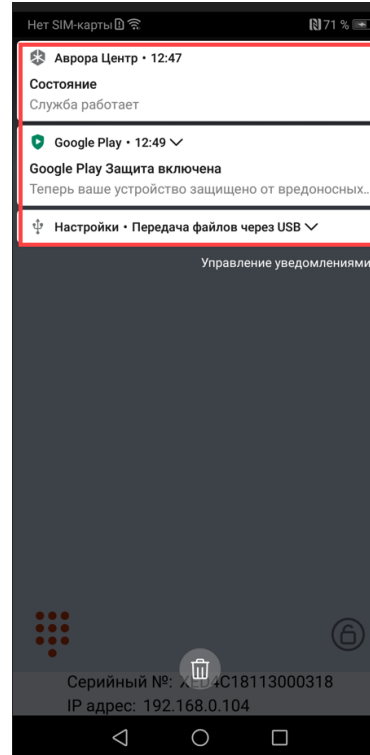 Нет SIM-карты 71 %
Аврора Центр • 12:47
Состояние
Служба работает
Google Play • 12:49
Google Play Защита включена
Теперь ваше устройство защищено от вредоносных..
Настройки • Передача файлов через USB
Управление уведомлениями
Серийный №: C18113000318
IP адрес: 192.168.0.104